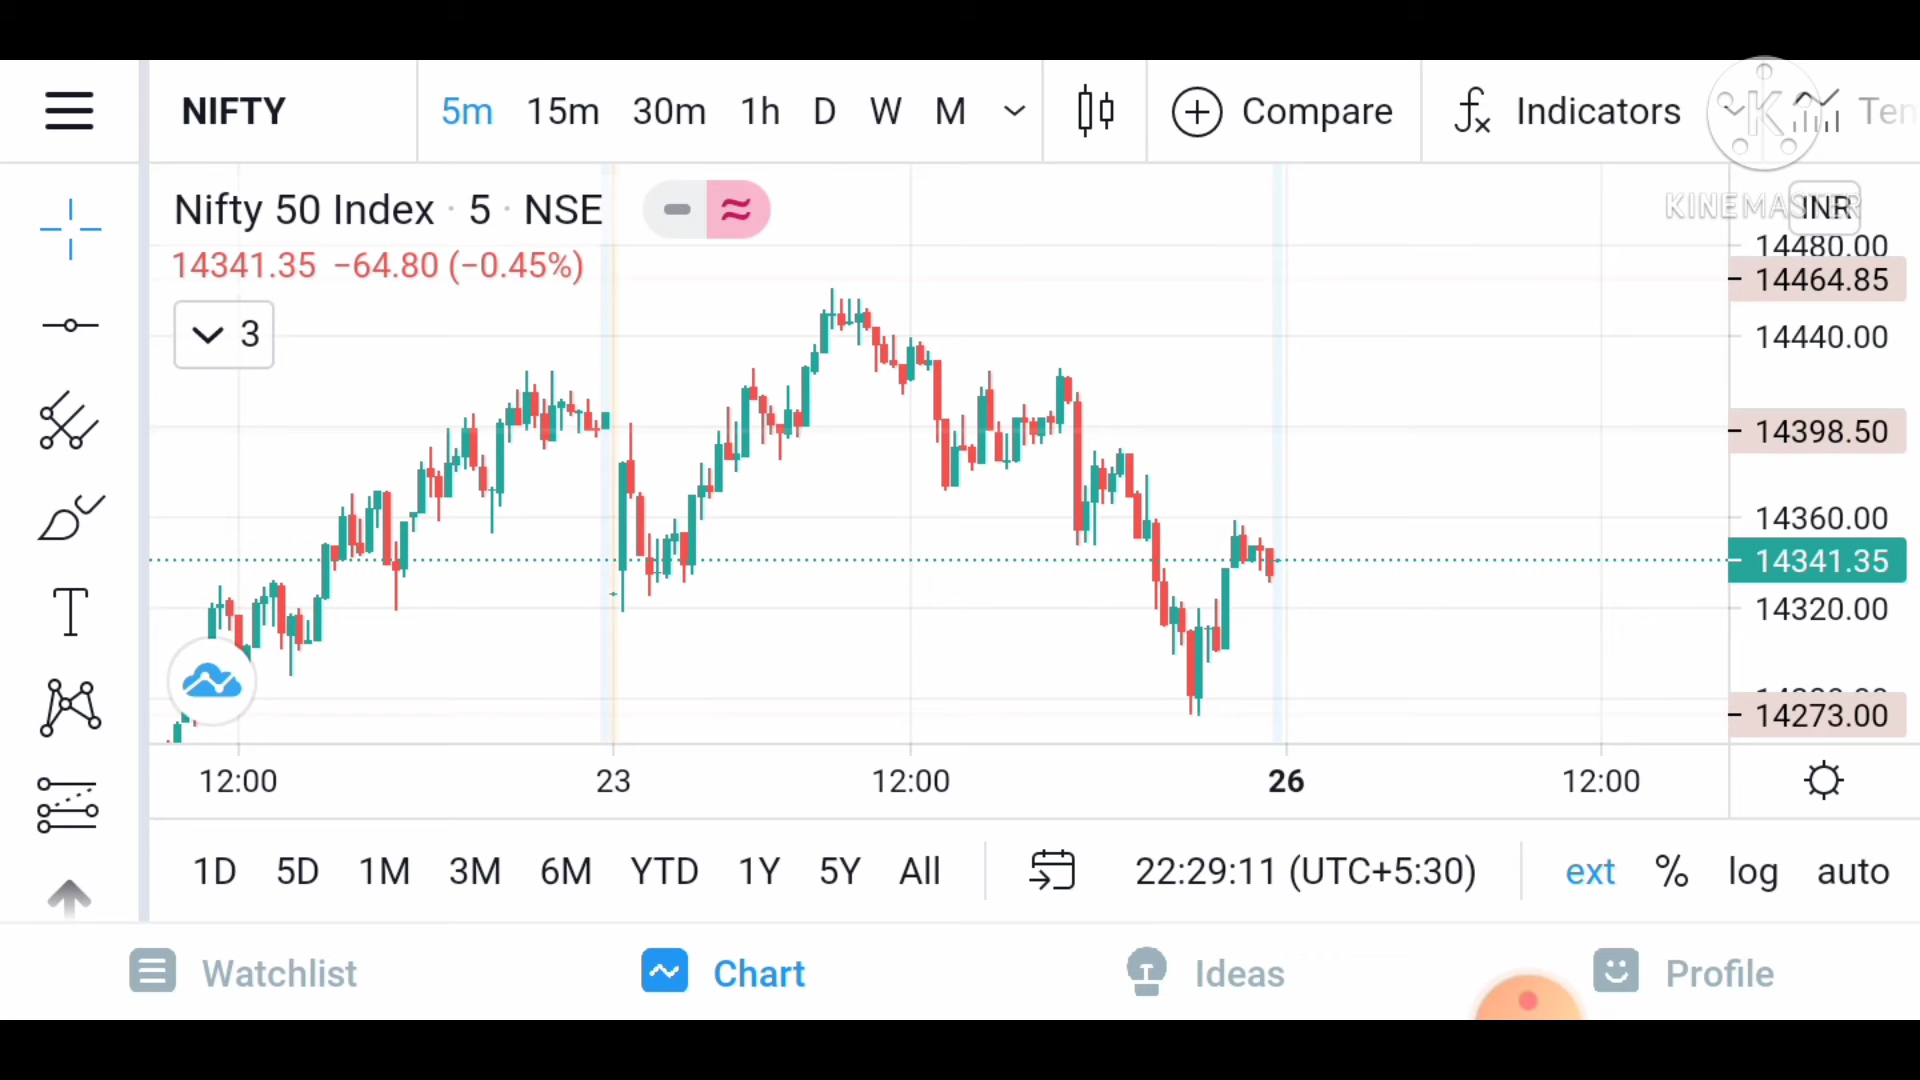 NIFTY
5m 15m 30m 1h D W M
Compare
Indicators
K
KINEMASTER
INR
Nifty 50 Index · 5 · NSE
14341.35 −64.80 (−0.45%)
3
14480.00
14464.85
14440.00
14398.50
14360.00
14341.35
14320.00
14273.00
12:00 23 12:00 26 12:00
1D 5D 1M 3M 6M YTD 1Y 5Y All
22:29:11 (UTC+5:30)
ext % log auto
Watchlist Chart Ideas Profile